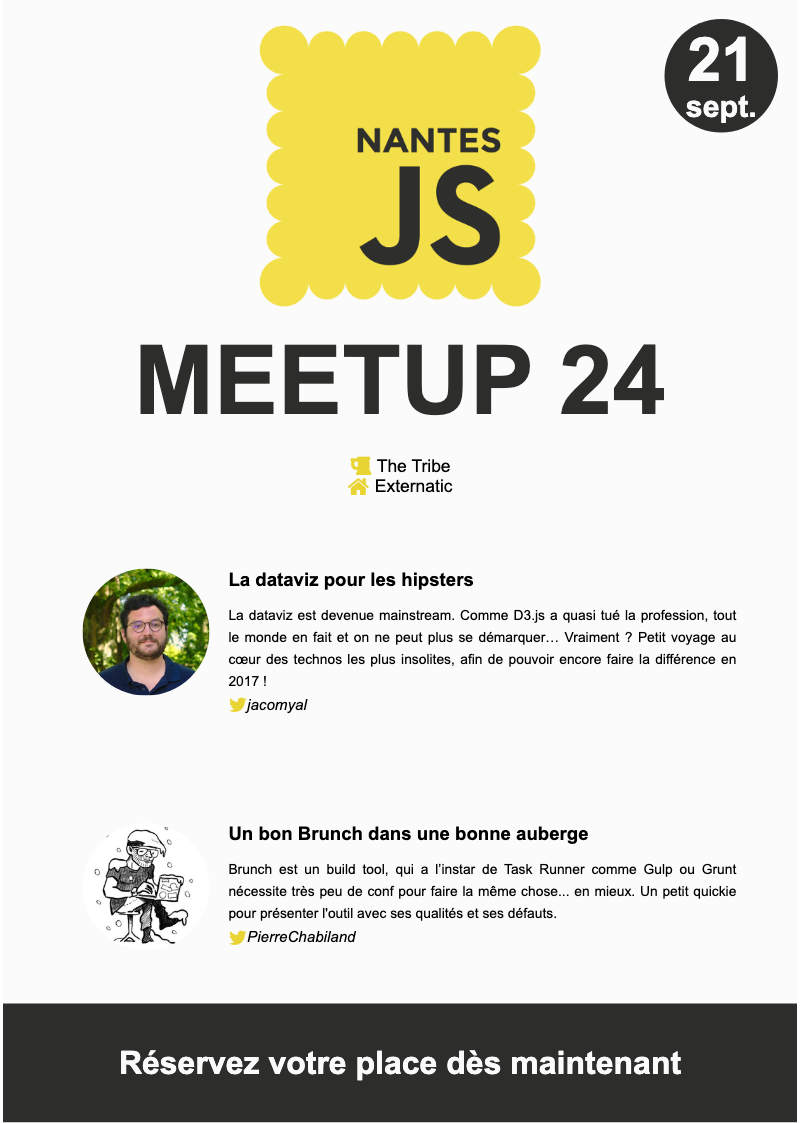 21
sept.
NANTES
JS
MEETUP 24
The Tribe
Externatic
La dataviz pour les hipsters
La dataviz est devenue mainstream. Comme D3.js a quasi tué la profession, tout
le monde en fait et on ne peut plus se démarquer… Vraiment ? Petit voyage au
cœur des technos les plus insolites, afin de pouvoir encore faire la différence en
2017 !
jacomyal
Un bon Brunch dans une bonne auberge
Brunch est un build tool, qui a l’instar de Task Runner comme Gulp ou Grunt
nécessite très peu de conf pour faire la même chose... en mieux. Un petit quickie
pour présenter l'outil avec ses qualités et ses défauts.
PierreChabiland
Réservez votre place dès maintenant